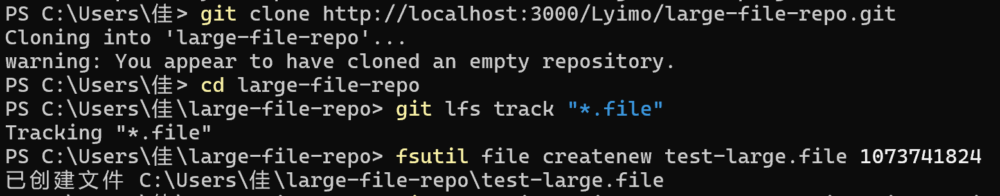 PS C:\Users\佳> git clone http://localhost:3000/Lyimo/large-file-repo.git
Cloning into 'large-file-repo'...
warning: You appear to have cloned an empty repository.
PS C:\Users\佳> cd large-file-repo
PS C:\Users\佳\large-file-repo> git lfs track "*.file"
Tracking "*.file"
PS C:\Users\佳\large-file-repo> fsutil file createnew test-large.file 1073741824
已创建文件 C:\Users\佳\large-file-repo\test-large.file